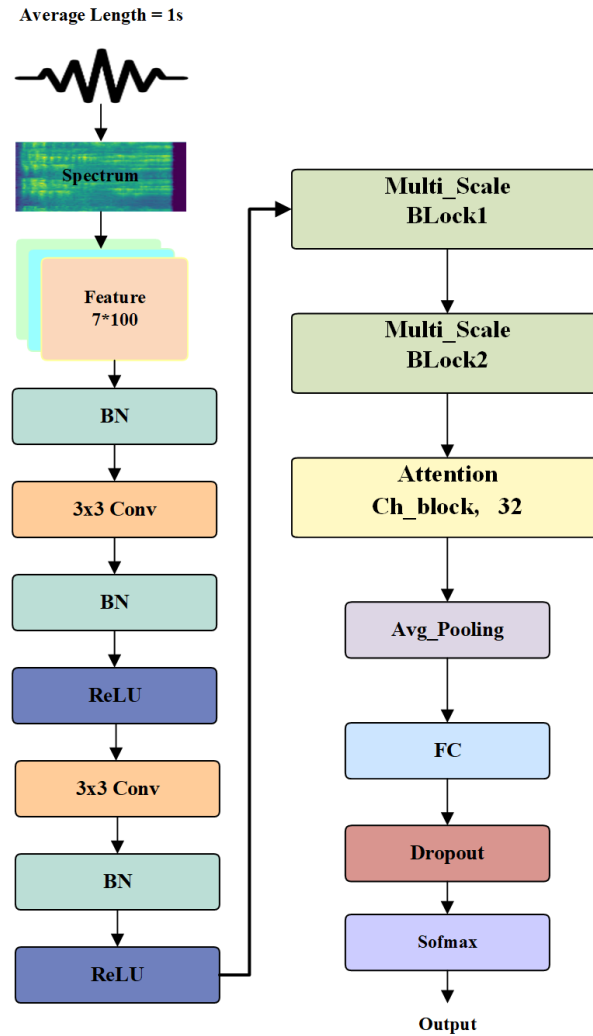 Average Length = 1s
Spectrum
Feature
7*100
BN
3x3 Conv
BN
ReLU
3x3 Conv
BN
ReLU
Multi_Scale
BLock1
Multi_Scale
BLock2
Attention
Ch_block, 32
Avg_Pooling
FC
Dropout
Sofmax
Output